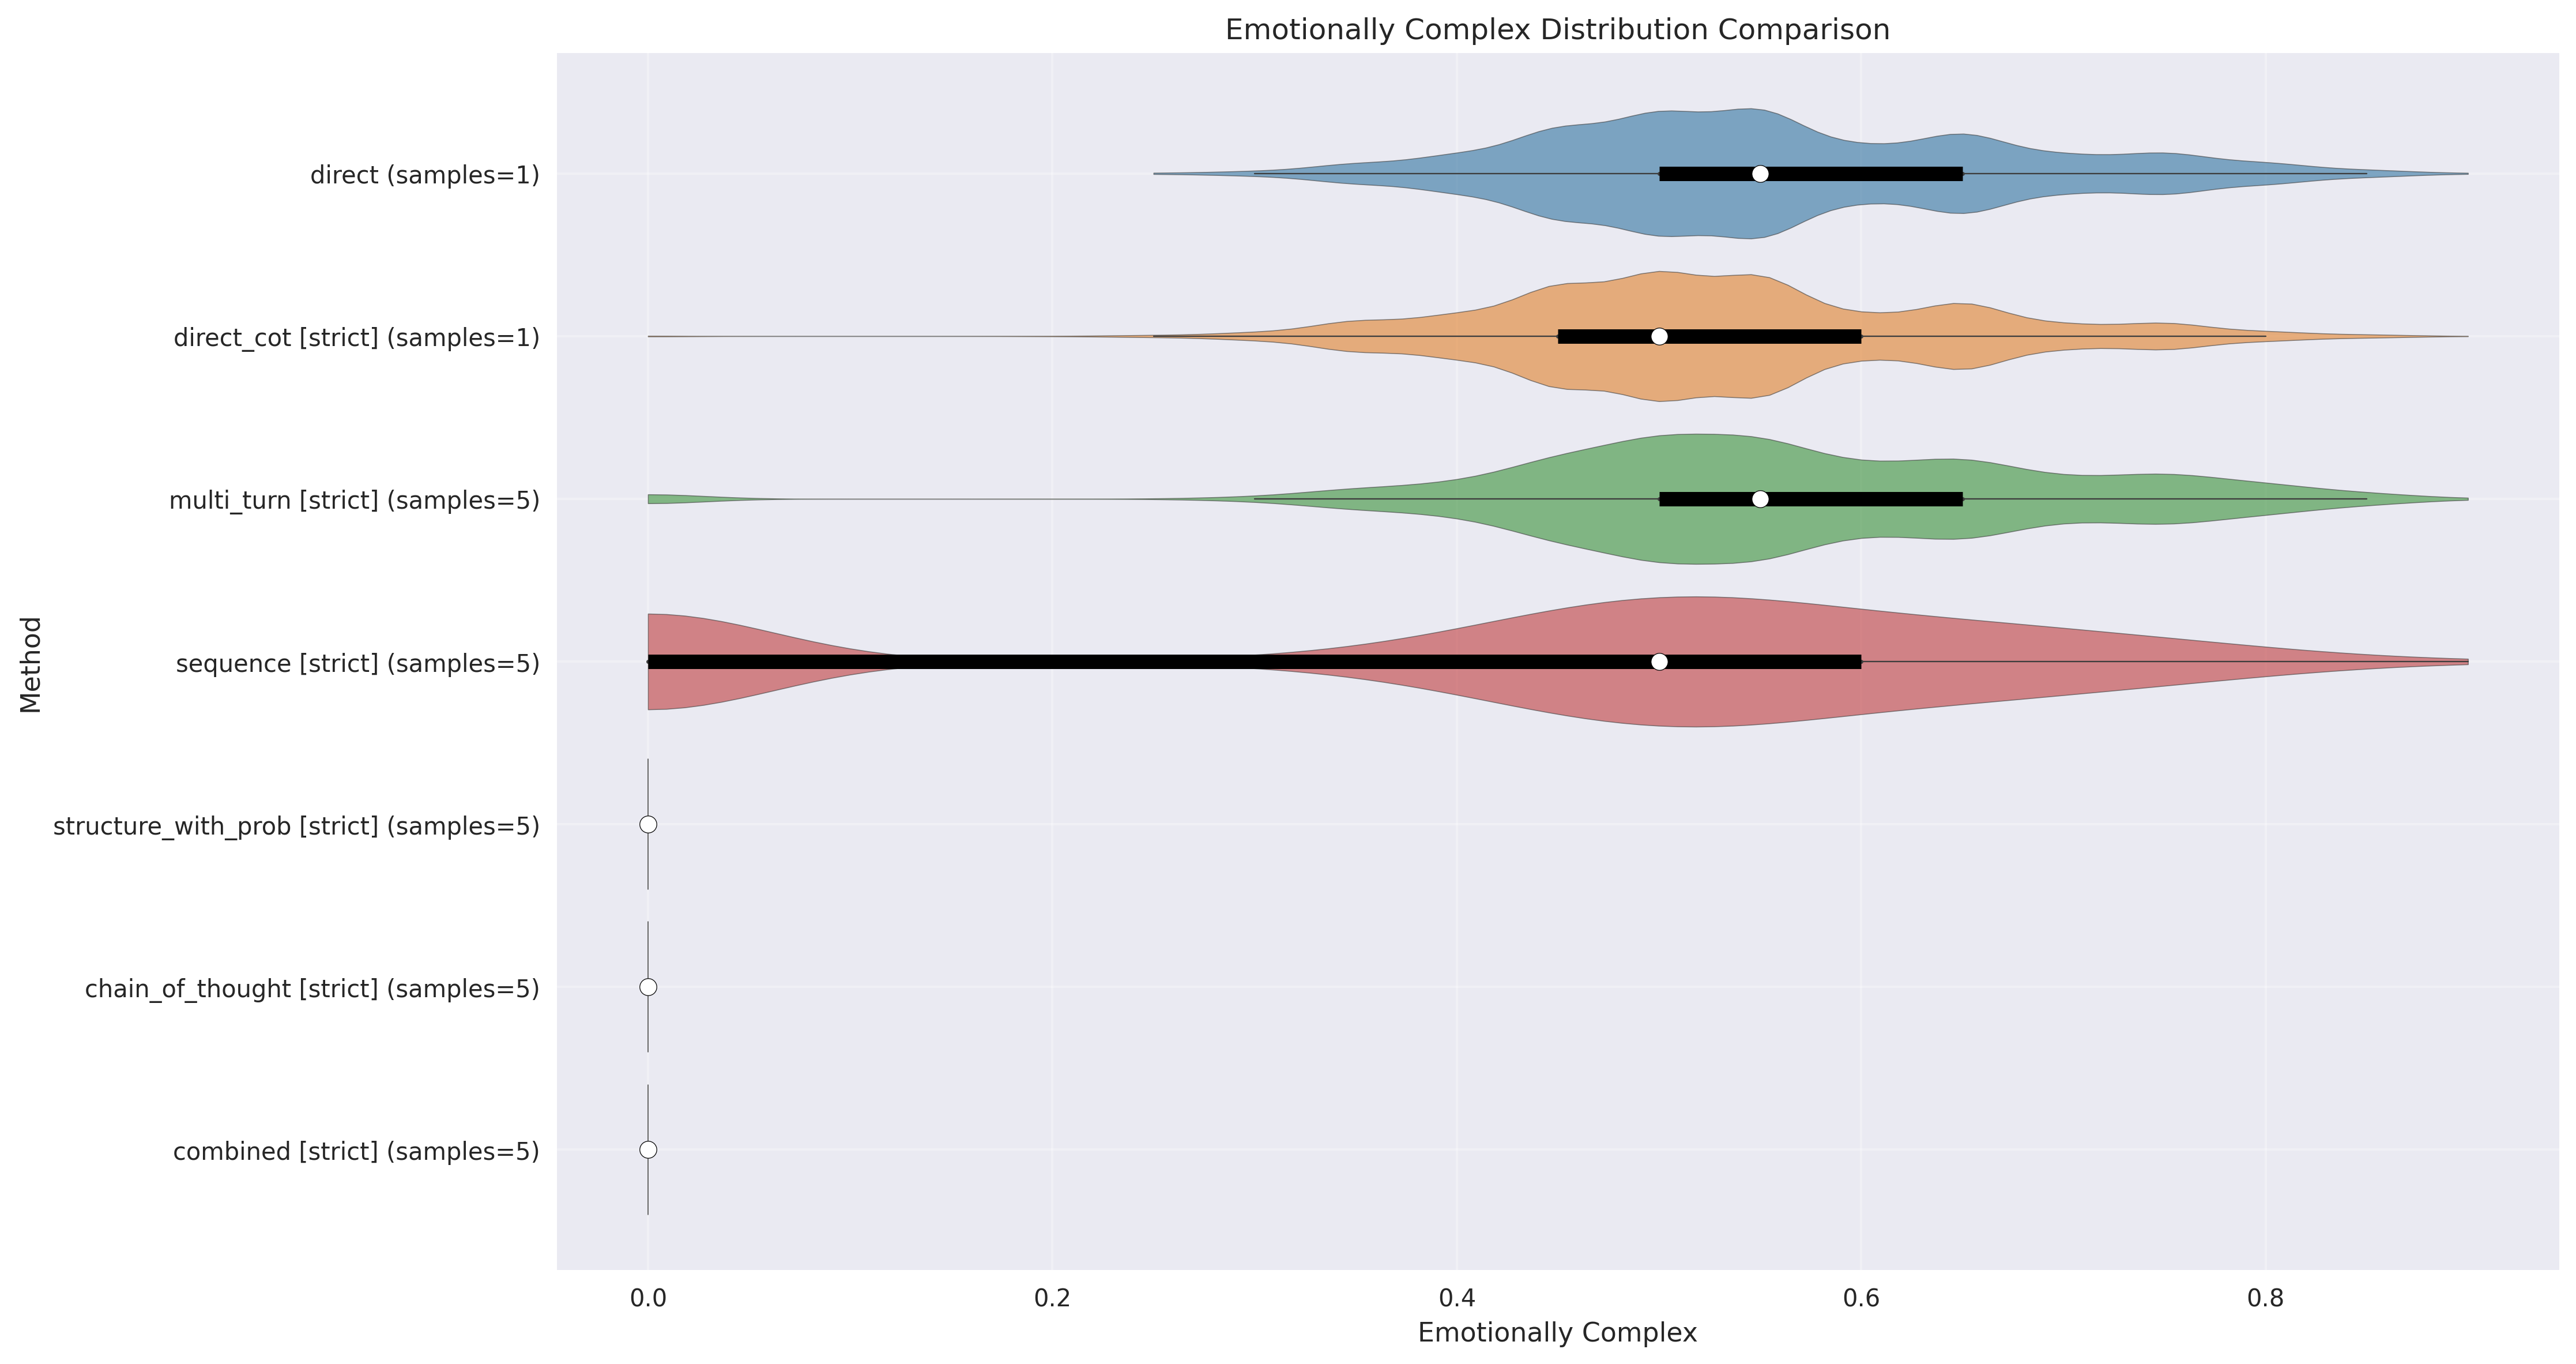 Emotionally Complex Distribution Comparison
direct (samples=1)
direct_cot [strict] (samples=1)
multi_turn [strict] (samples=5)
sequence [strict] (samples=5)
structure_with_prob [strict] (samples=5)
chain_of_thought [strict] (samples=5)
combined [strict] (samples=5)
Method
0.0 0.2 0.4 0.6 0.8
Emotionally Complex